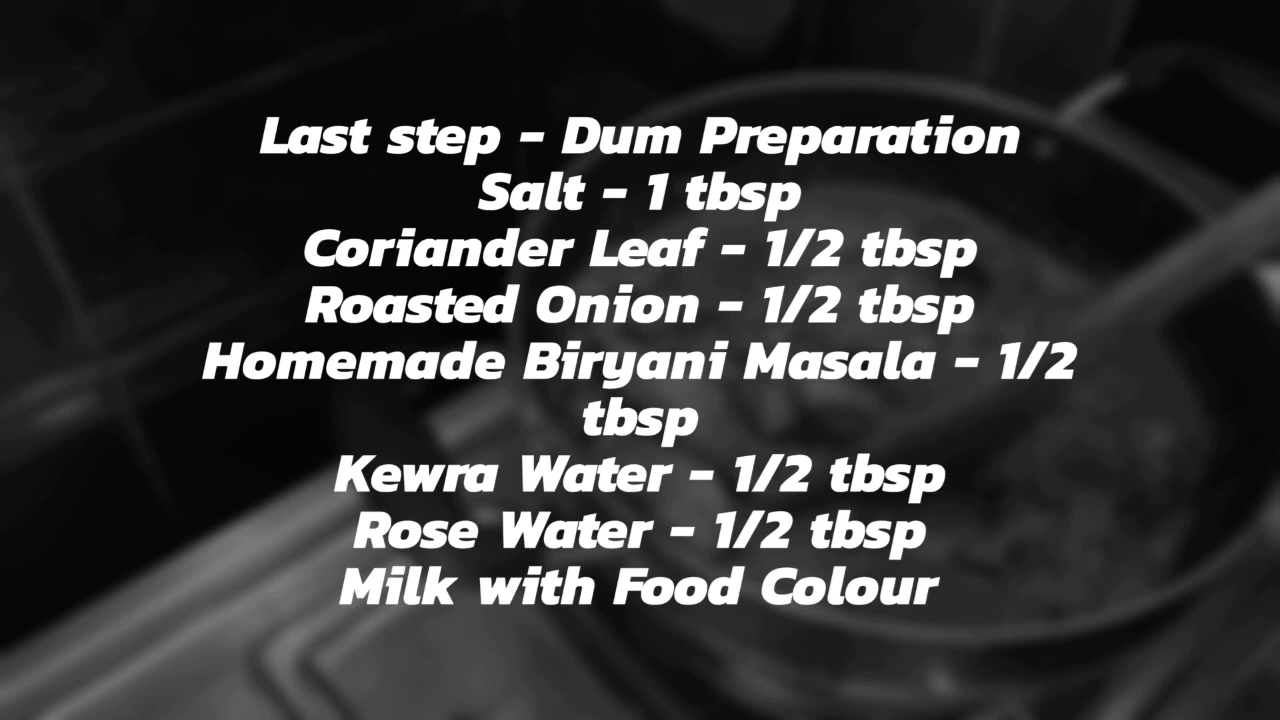 Last step - Dum Preparation
Salt - 1 tbsp
Coriander Leaf - 1/2 tbsp
Roasted Onion - 1/2 tbsp
Homemade Biryani Masala - 1/2
tbsp
Kewra Water - 1/2 tbsp
Rose Water - 1/2 tbsp
Milk with Food Colour